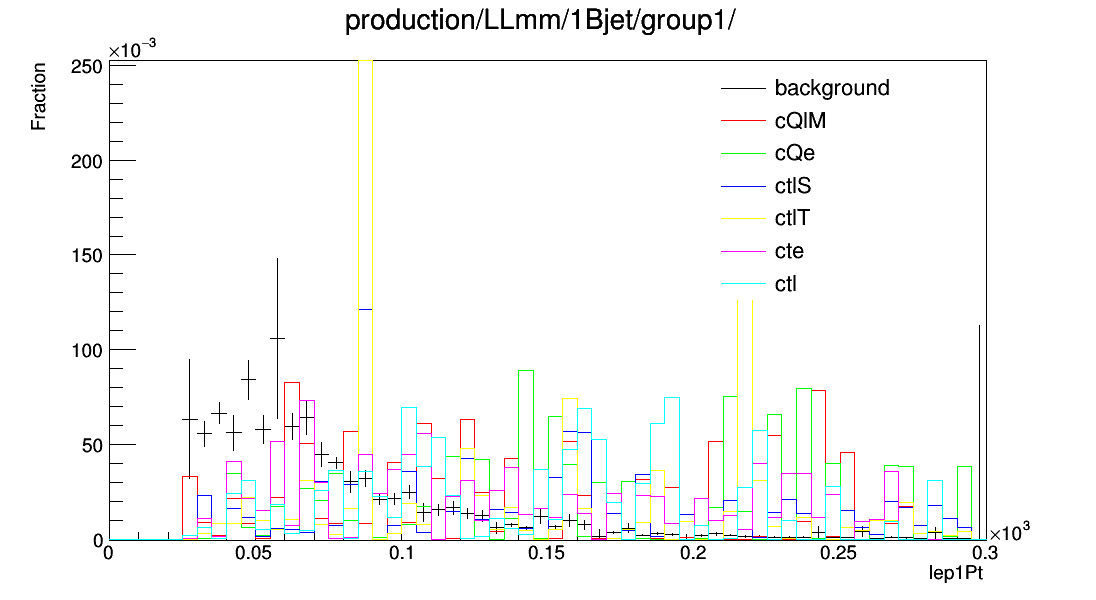 production/LLmm/1Bjet/group1/
×10⁻³
Fraction
250
200
150
100
50
0
background
cQlM
cQe
ctlS
ctlT
cte
ctl
0 0.05 0.1 0.15 0.2 0.25 0.3
×10³
lep1Pt